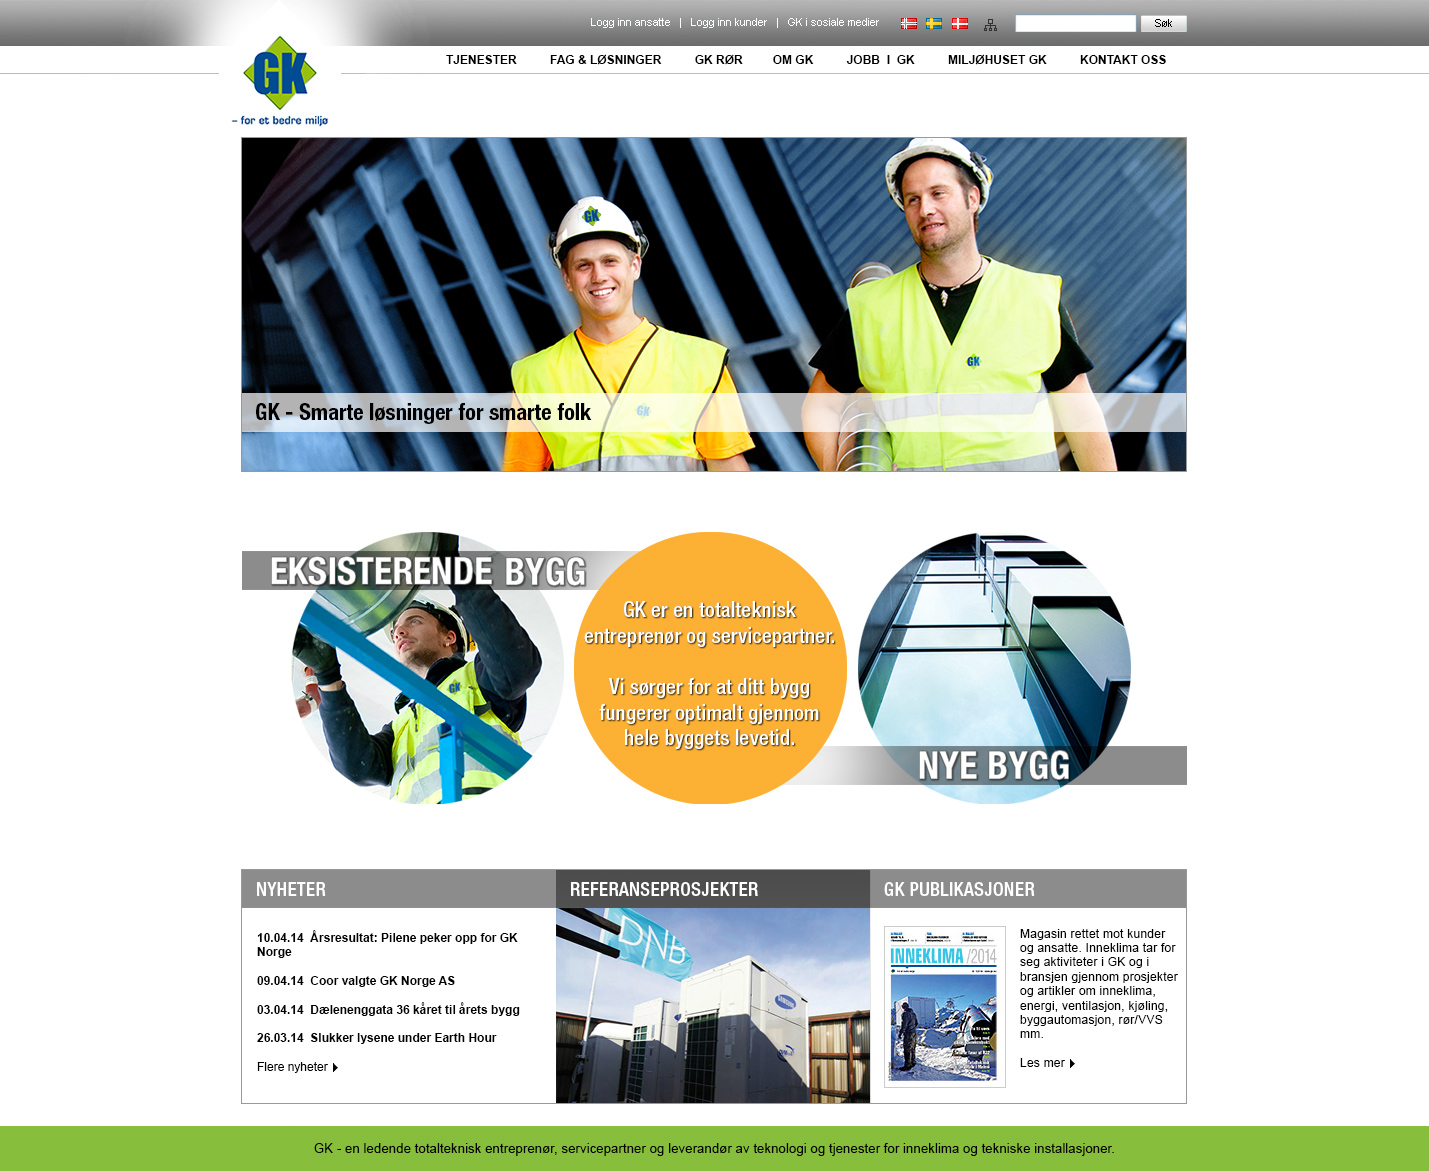 Logg inn ansatte | Logg inn kunder | GK i sosiale medier Søk
TJENESTER FAG & LØSNINGER GK RØR OM GK JOBB I GK MILJØHUSET GK KONTAKT OSS
GK
– for et bedre miljø
GK
GK
GK
GK - Smarte løsninger for smarte folk
EKSISTERENDE BYGG
GK
GK er en totalteknisk
entreprenør og servicepartner.
Vi sørger for at ditt bygg
fungerer optimalt gjennom
hele byggets levetid.
NYE BYGG
NYHETER
10.04.14 Årsresultat: Pilene peker opp for GK
Norge
09.04.14 Coor valgte GK Norge AS
03.04.14 Dælenenggata 36 kåret til årets bygg
26.03.14 Slukker lysene under Earth Hour
Flere nyheter
REFERANSEPROSJEKTER
DNB
SAMSUNG
GK PUBLIKASJONER
INNEKLIMA /2014
Magasin rettet mot kunder
og ansatte. Inneklima tar for
seg aktiviteter i GK og i
bransjen gjennom prosjekter
og artikler om inneklima,
energi, ventilasjon, kjøling,
byggautomasjon, rør/VVS
mm.
Les mer
GK - en ledende totalteknisk entreprenør, servicepartner og leverandør av teknologi og tjenester for inneklima og tekniske installasjoner.